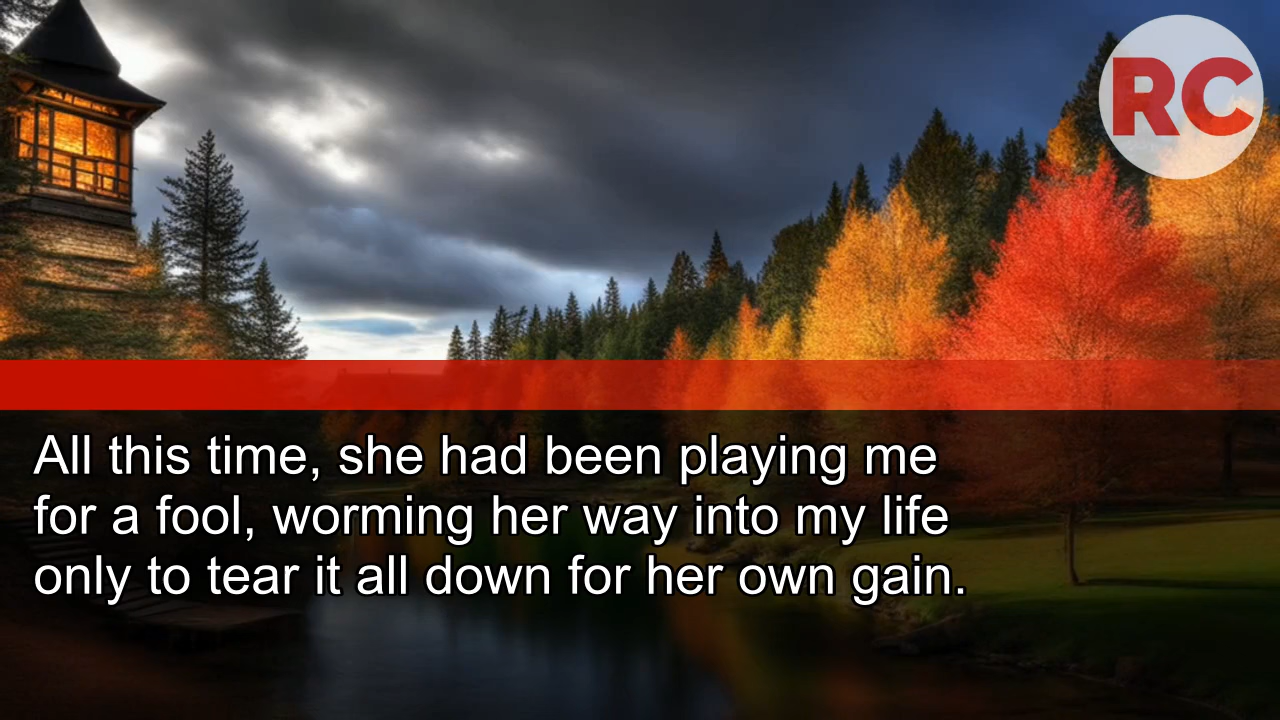 RC
All this time, she had been playing me
for a fool, worming her way into my life
only to tear it all down for her own gain.